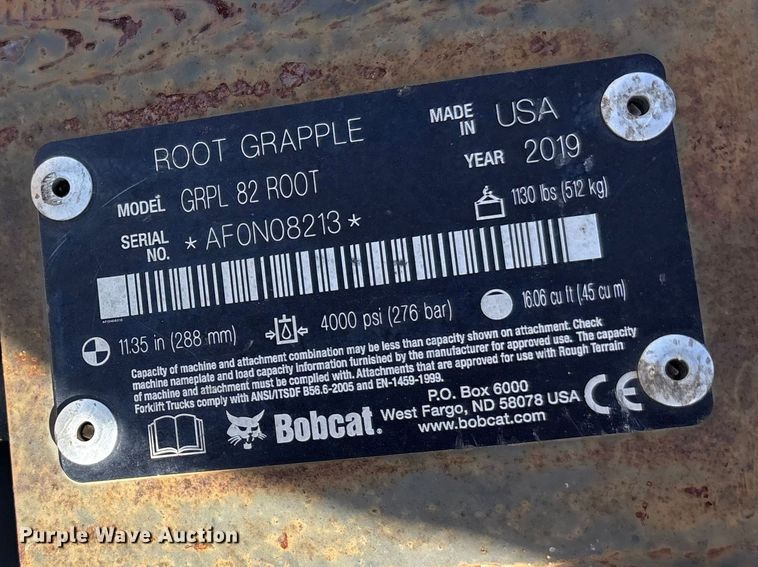 ROOT GRAPPLE
MADE IN USA
MODEL GRPL 82 ROOT
YEAR 2019
SERIAL NO. *AF0N08213*
1130 lbs (512 kg)
11.35 in (288 mm) 4000 psi (276 bar) 16.06 cu ft (.45 cu m)
Capacity of machine and attachment combination may be less than capacity shown on attachment. Check
machine nameplate and load capacity information furnished by the manufacturer for approved use. The capacity
of machine and attachment must be complied with. Attachments that are approved for use with Rough Terrain
Forklift Trucks comply with ANSI/ITSDF B56.6-2005 and EN-1459-1999.
Bobcat.
P.O. Box 6000
West Fargo, ND 58078 USA
www.bobcat.com
CE
Purple Wave Auction